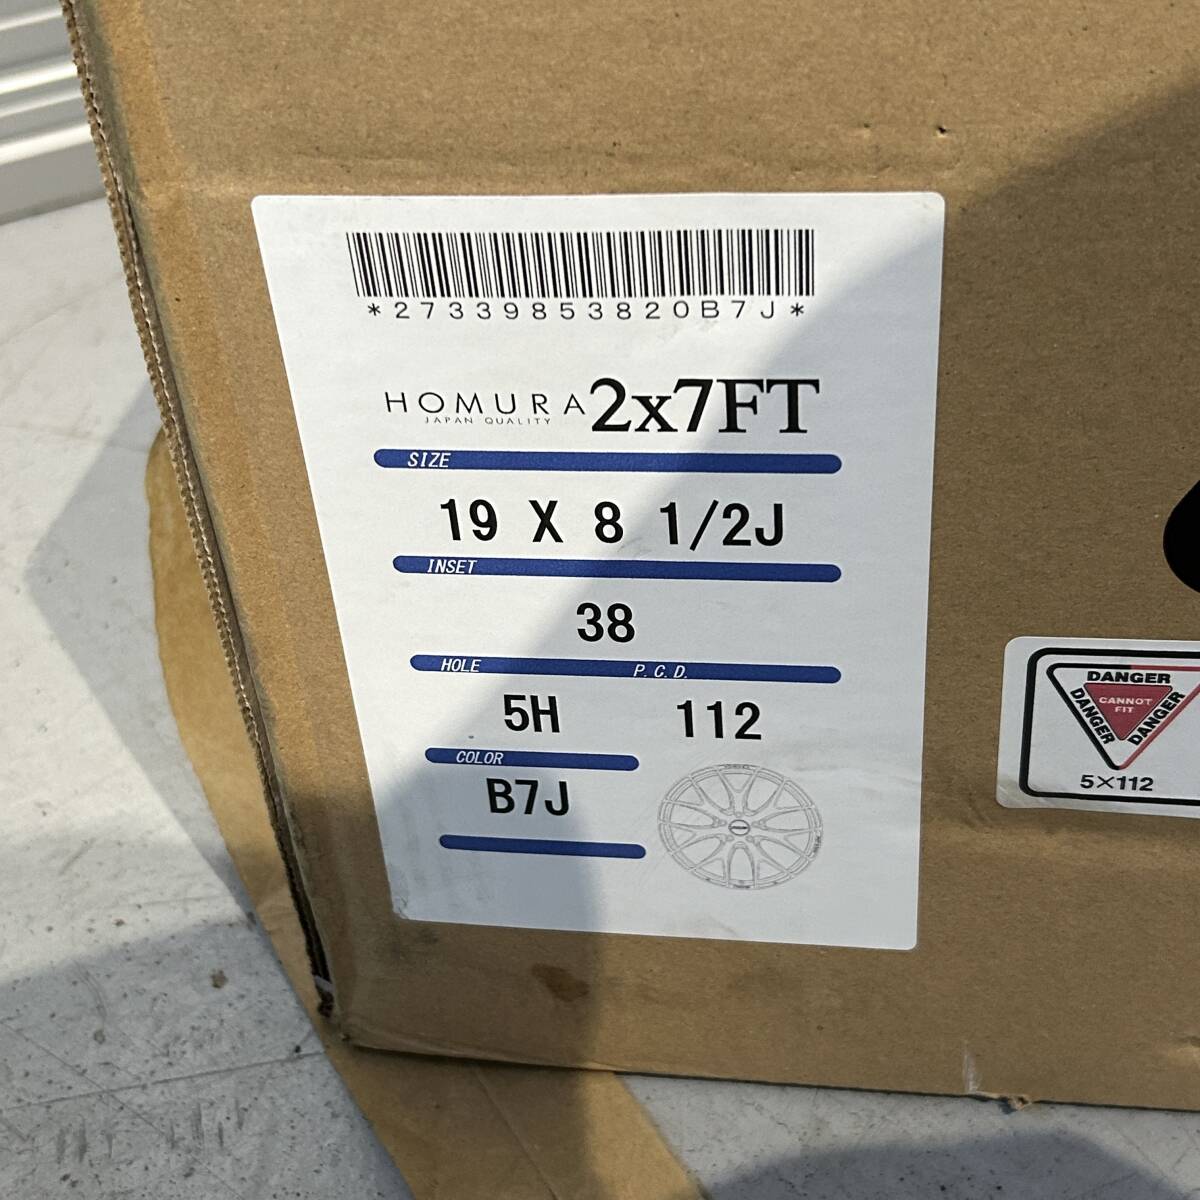 *27339853820B7J*
HOMURA 2x7FT
JAPAN QUALITY
SIZE
19 X 8 1/2J
INSET
38
HOLE P.C.D.
5H 112
COLOR
B7J
DANGER
DANGER
DANGER
CANNOT
FIT
5×112